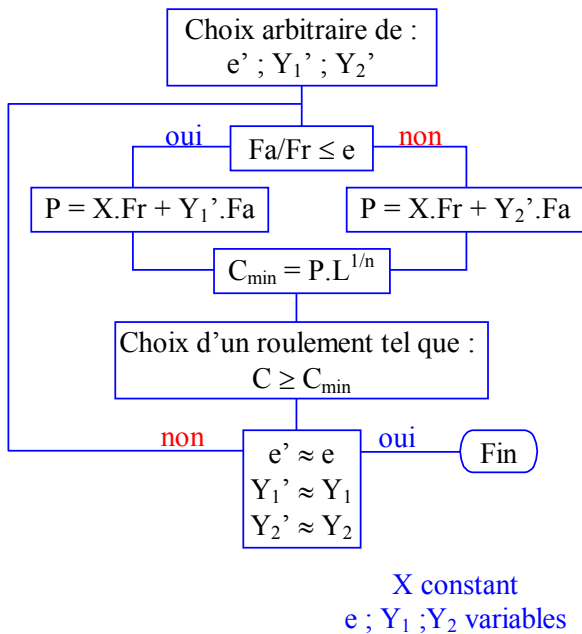 Choix arbitraire de :
e' ; Y₁' ; Y₂'
oui
Fa/Fr ≤ e
non
P = X.Fr + Y₁'.Fa
P = X.Fr + Y₂'.Fa
Cₘᵢₙ = P.L¹/ⁿ
Choix d'un roulement tel que :
C ≥ Cₘᵢₙ
non
e' ≈ e
oui
Fin
Y₁' ≈ Y₁
Y₂' ≈ Y₂
X constant
e ; Y₁ ;Y₂ variables